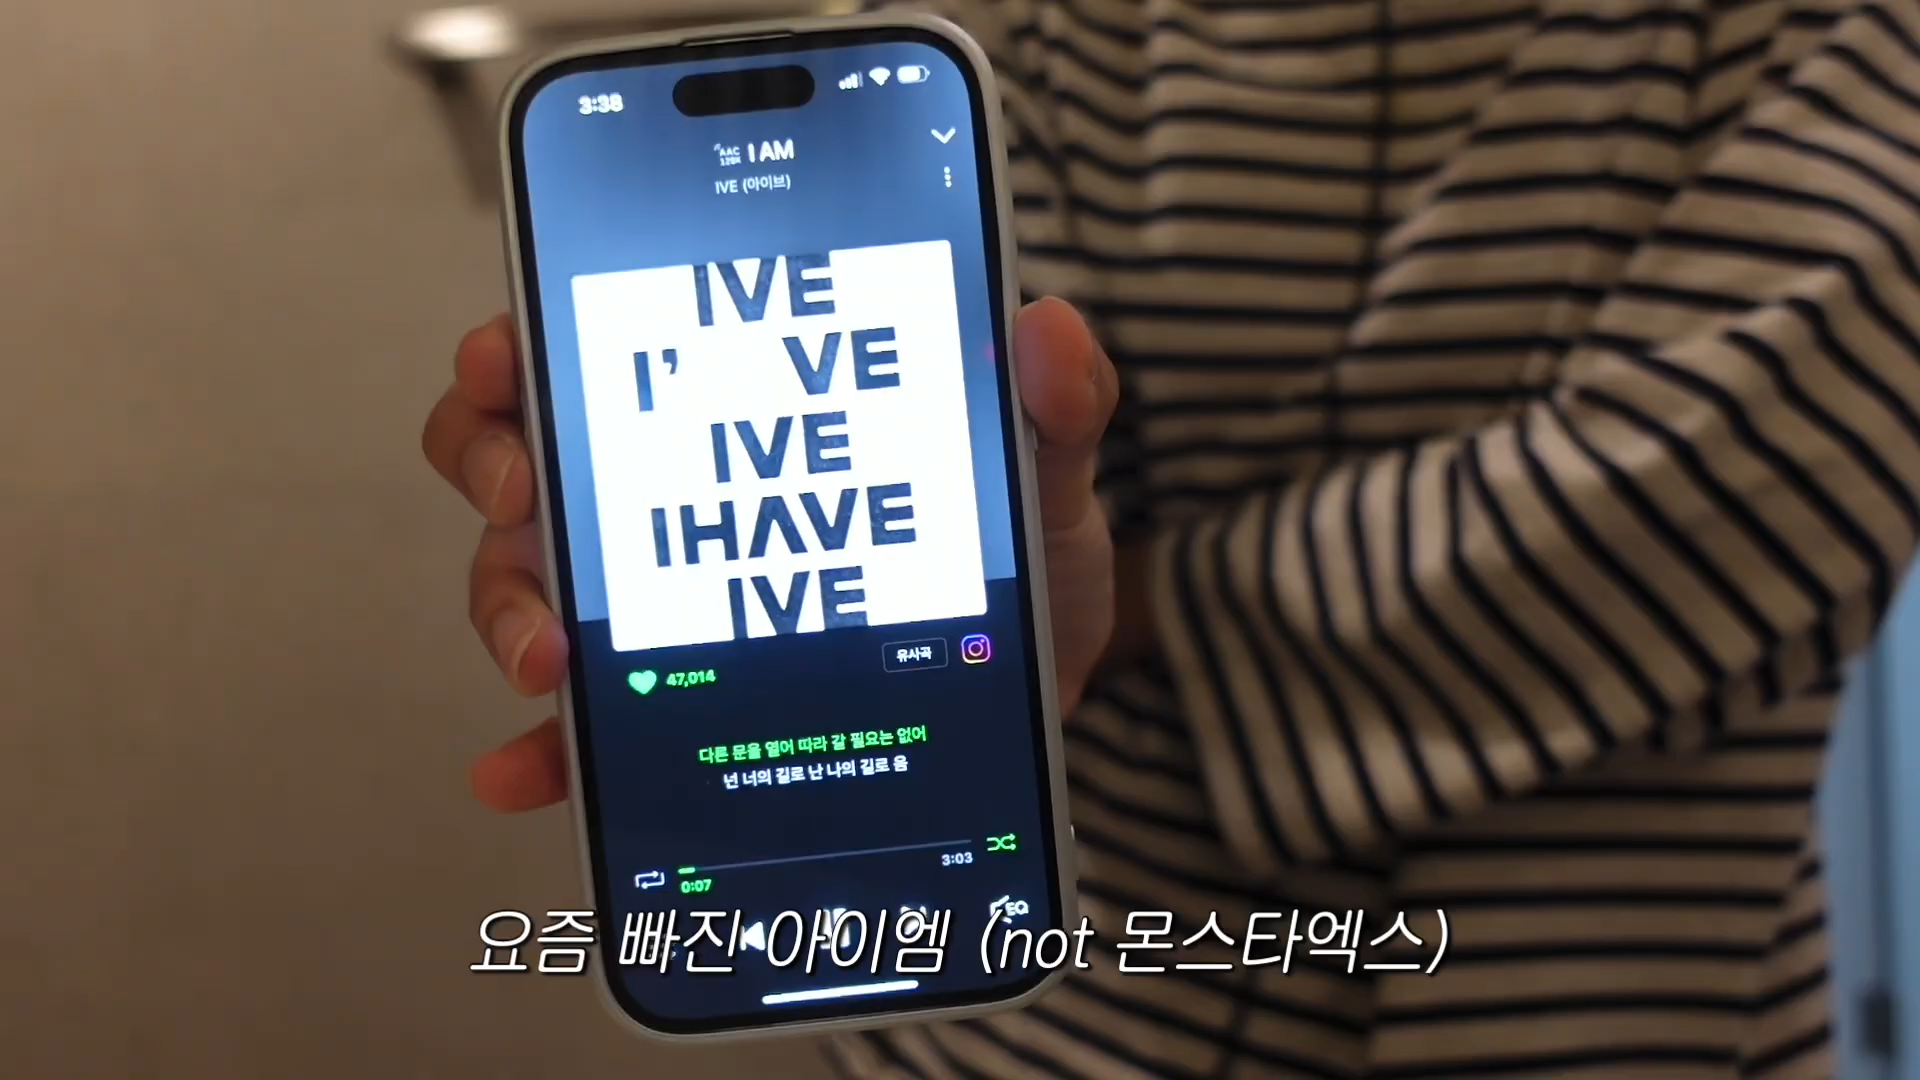 3:38
AAC
128K
I AM
IVE (아이브)
IVE
I’ VE
IVE
IHAVE
IVE
47,014
유사곡
다른 문을 열어 따라 갈 필요는 없어
넌 너의 길로 난 나의 길로 음
0:07
3:03
EQ
요즘 빠진 아이엠 (not 몬스타엑스)